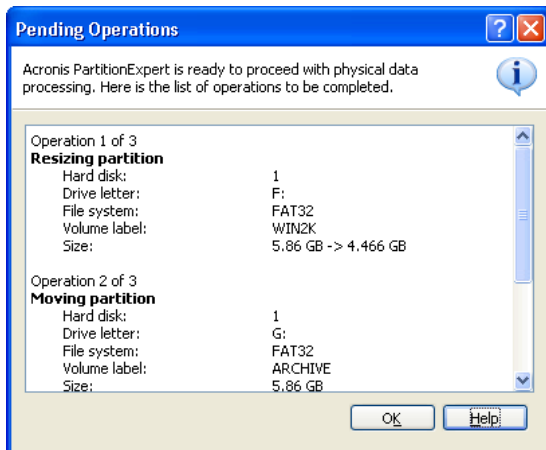 Pending Operations
Acronis PartitionExpert is ready to proceed with physical data
processing. Here is the list of operations to be completed.
Operation 1 of 3
Resizing partition
Hard disk: 1
Drive letter: F:
File system: FAT32
Volume label: WIN2K
Size: 5.86 GB -> 4.466 GB
Operation 2 of 3
Moving partition
Hard disk: 1
Drive letter: G:
File system: FAT32
Volume label: ARCHIVE
Size: 5.86 GB
OK Help